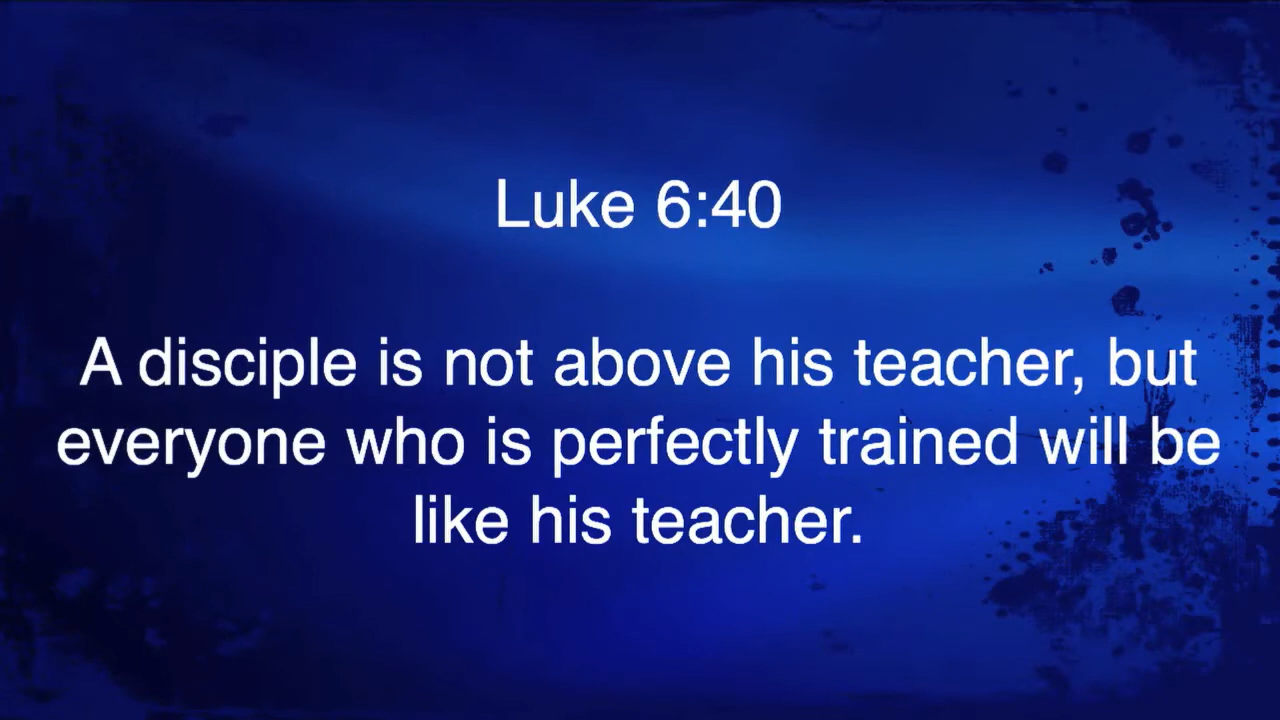 Luke 6:40
A disciple is not above his teacher, but
everyone who is perfectly trained will be
like his teacher.